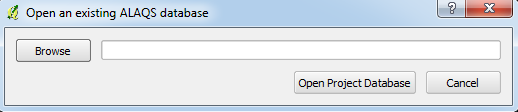 Open an existing ALAQS database
Browse
Open Project Database Cancel